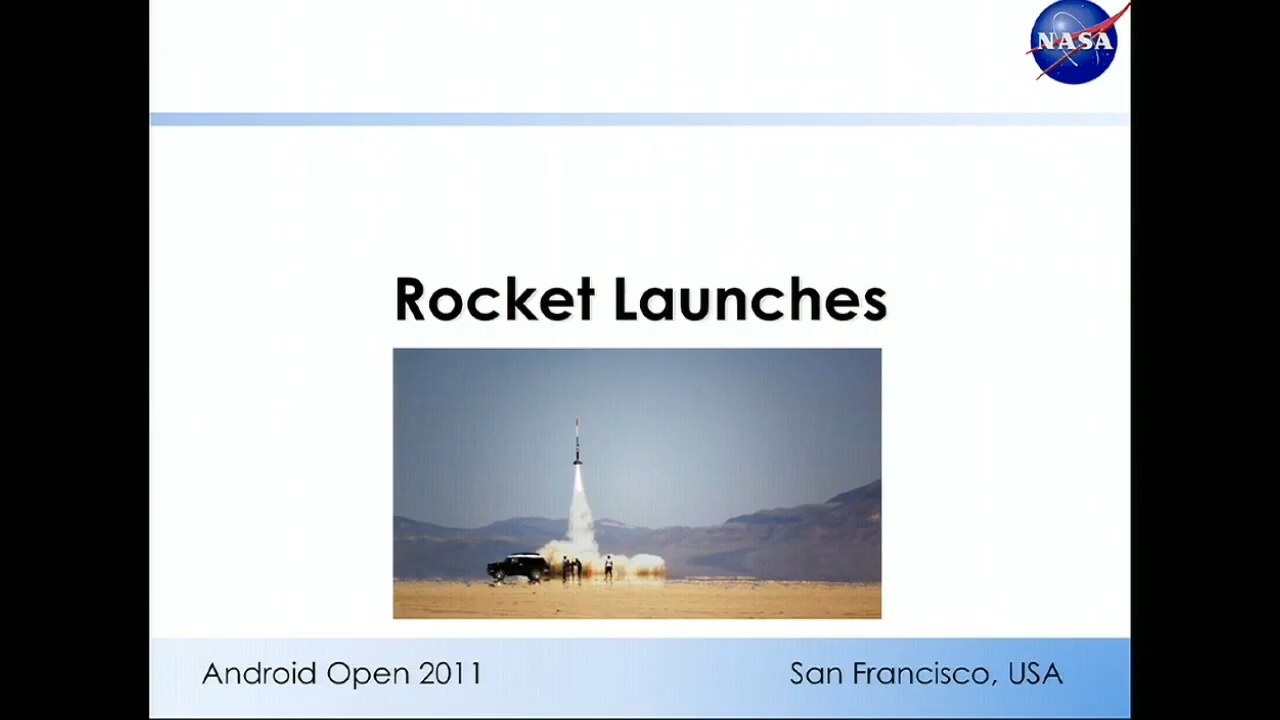 NASA
Rocket Launches
Android Open 2011
San Francisco, USA